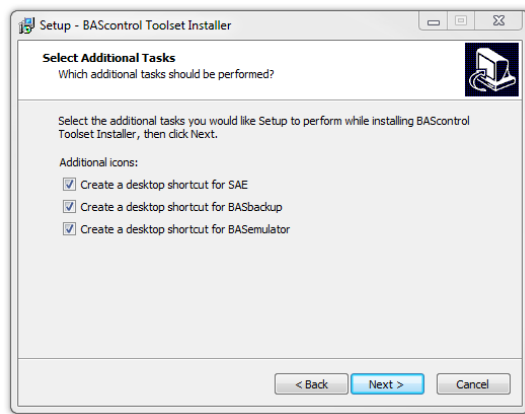 Setup - BAScontrol Toolset Installer
Select Additional Tasks
Which additional tasks should be performed?
Select the additional tasks you would like Setup to perform while installing BAScontrol
Toolset Installer, then click Next.
Additional icons:
Create a desktop shortcut for SAE
Create a desktop shortcut for BASbackup
Create a desktop shortcut for BASemulator
< Back
Next >
Cancel